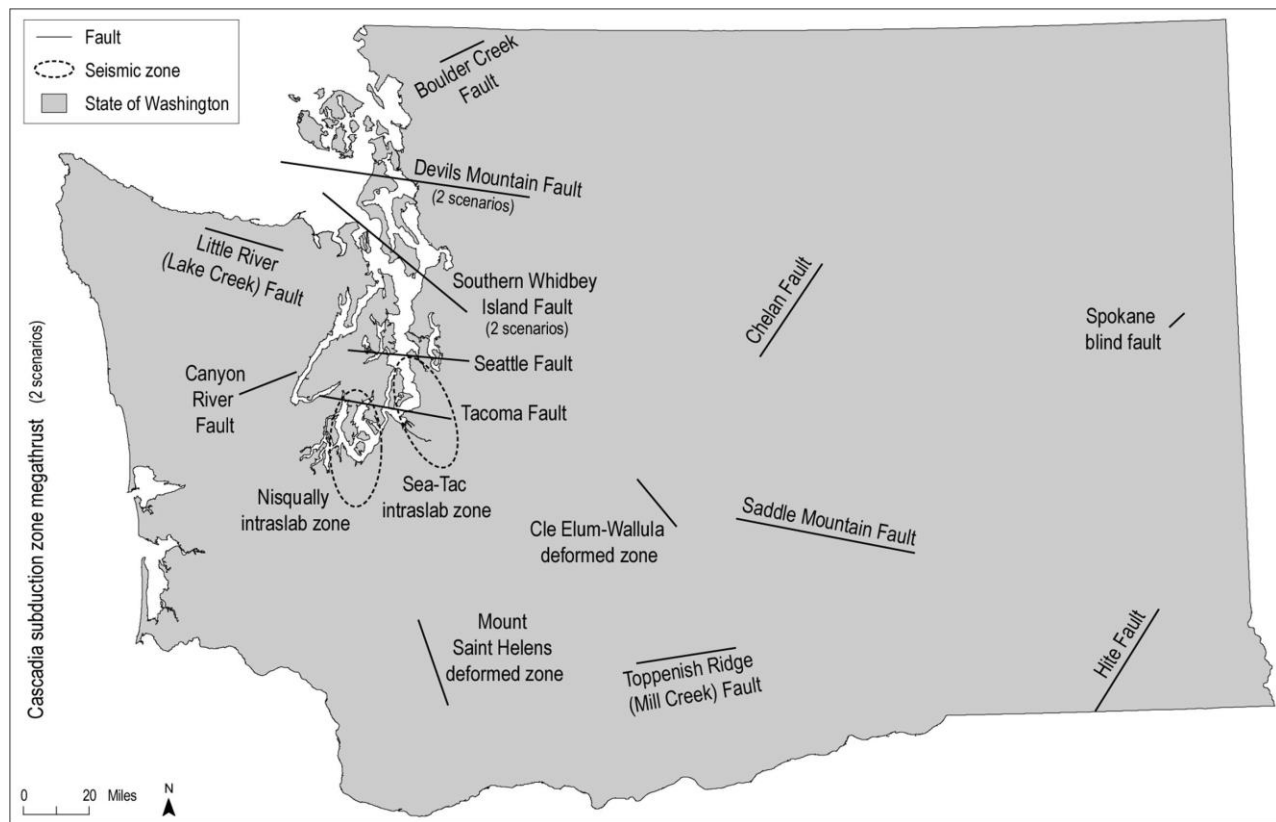 Fault
Seismic zone
State of Washington
Boulder Creek
Fault
Devils Mountain Fault
(2 scenarios)
Little River
(Lake Creek) Fault
Southern Whidbey
Island Fault
(2 scenarios)
Chelan Fault
Spokane
blind fault
Seattle Fault
Canyon
River
Fault
Tacoma Fault
Cascadia subduction zone megathrust (2 scenarios)
Nisqually
intraslab zone
Sea-Tac
intraslab zone
Cle Elum-Wallula
deformed zone
Saddle Mountain Fault
Mount
Saint Helens
deformed zone
Toppenish Ridge
(Mill Creek) Fault
Hite Fault
0 20 Miles
N